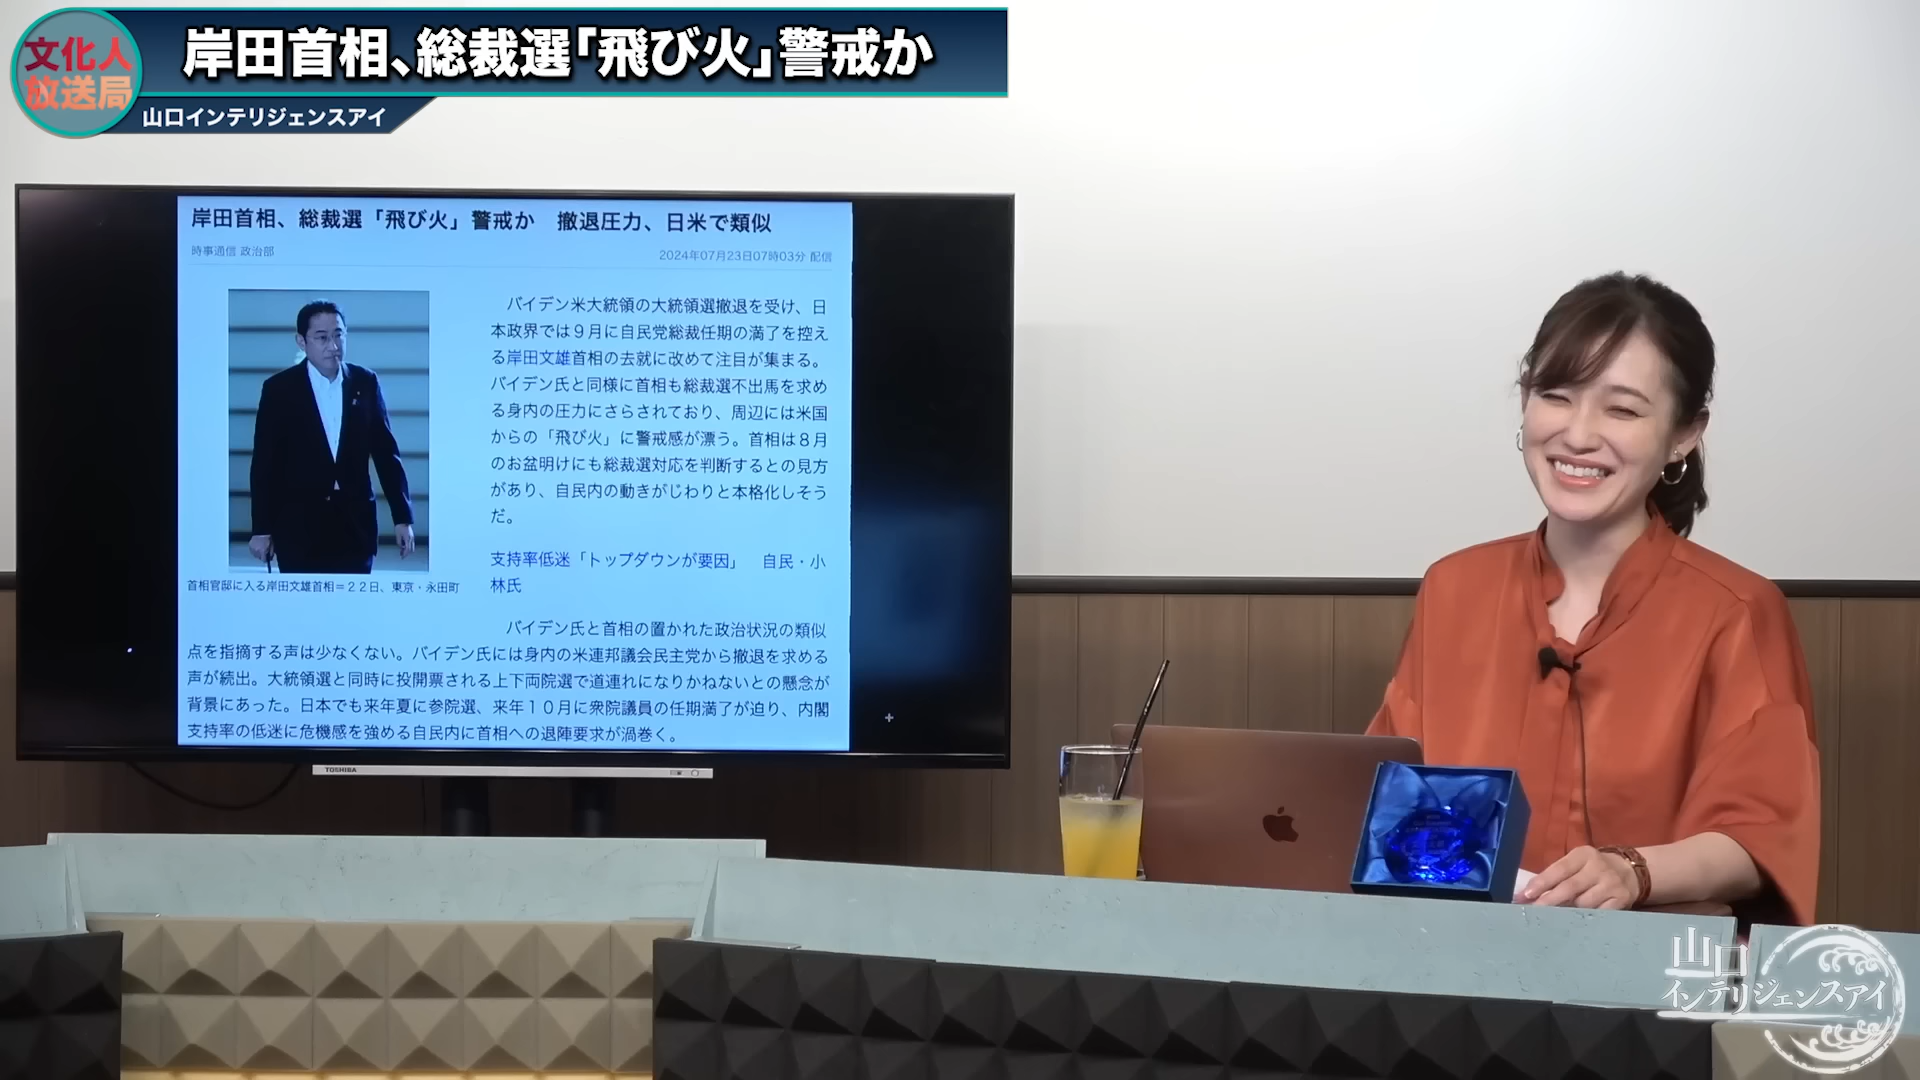 文化人
放送局
岸田首相、総裁選「飛び火」警戒か
山口インテリジェンスアイ
岸田首相、総裁選「飛び火」警戒か　撤退圧力、日米で類似
時事通信 政治部
2024年07月23日07時03分 配信
バイデン米大統領の大統領選撤退を受け、日
本政界では９月に自民党総裁任期の満了を控え
る岸田文雄首相の去就に改めて注目が集まる。
バイデン氏と同様に首相も総裁選不出馬を求め
る身内の圧力にさらされており、周辺には米国
からの「飛び火」に警戒感が漂う。首相は８月
のお盆明けにも総裁選対応を判断するとの見方
があり、自民内の動きがじわりと本格化しそう
だ。
支持率低迷「トップダウンが要因」　自民・小
林氏
首相官邸に入る岸田文雄首相＝２２日、東京・永田町
バイデン氏と首相の置かれた政治状況の類似
点を指摘する声は少なくない。バイデン氏には身内の米連邦議会民主党から撤退を求める
声が続出。大統領選と同時に投開票される上下両院選で道連れになりかねないとの懸念が
背景にあった。日本でも来年夏に参院選、来年１０月に衆院議員の任期満了が迫り、内閣
支持率の低迷に危機感を強める自民内に首相への退陣要求が渦巻く。
TOSHIBA
山口
インテリジェンスアイ